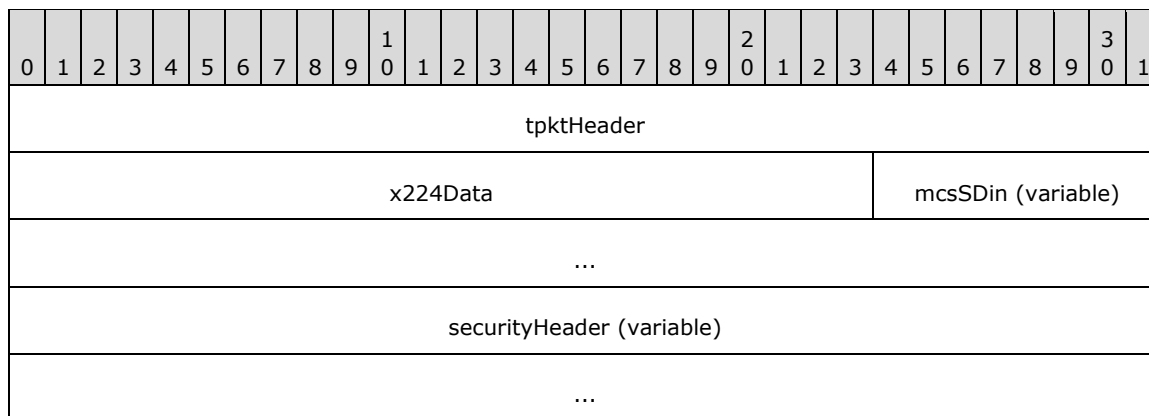 1 2 3
0 1 2 3 4 5 6 7 8 9 0 1 2 3 4 5 6 7 8 9 0 1 2 3 4 5 6 7 8 9 0 1
tpktHeader
x224Data mcsSDin (variable)
...
securityHeader (variable)
...